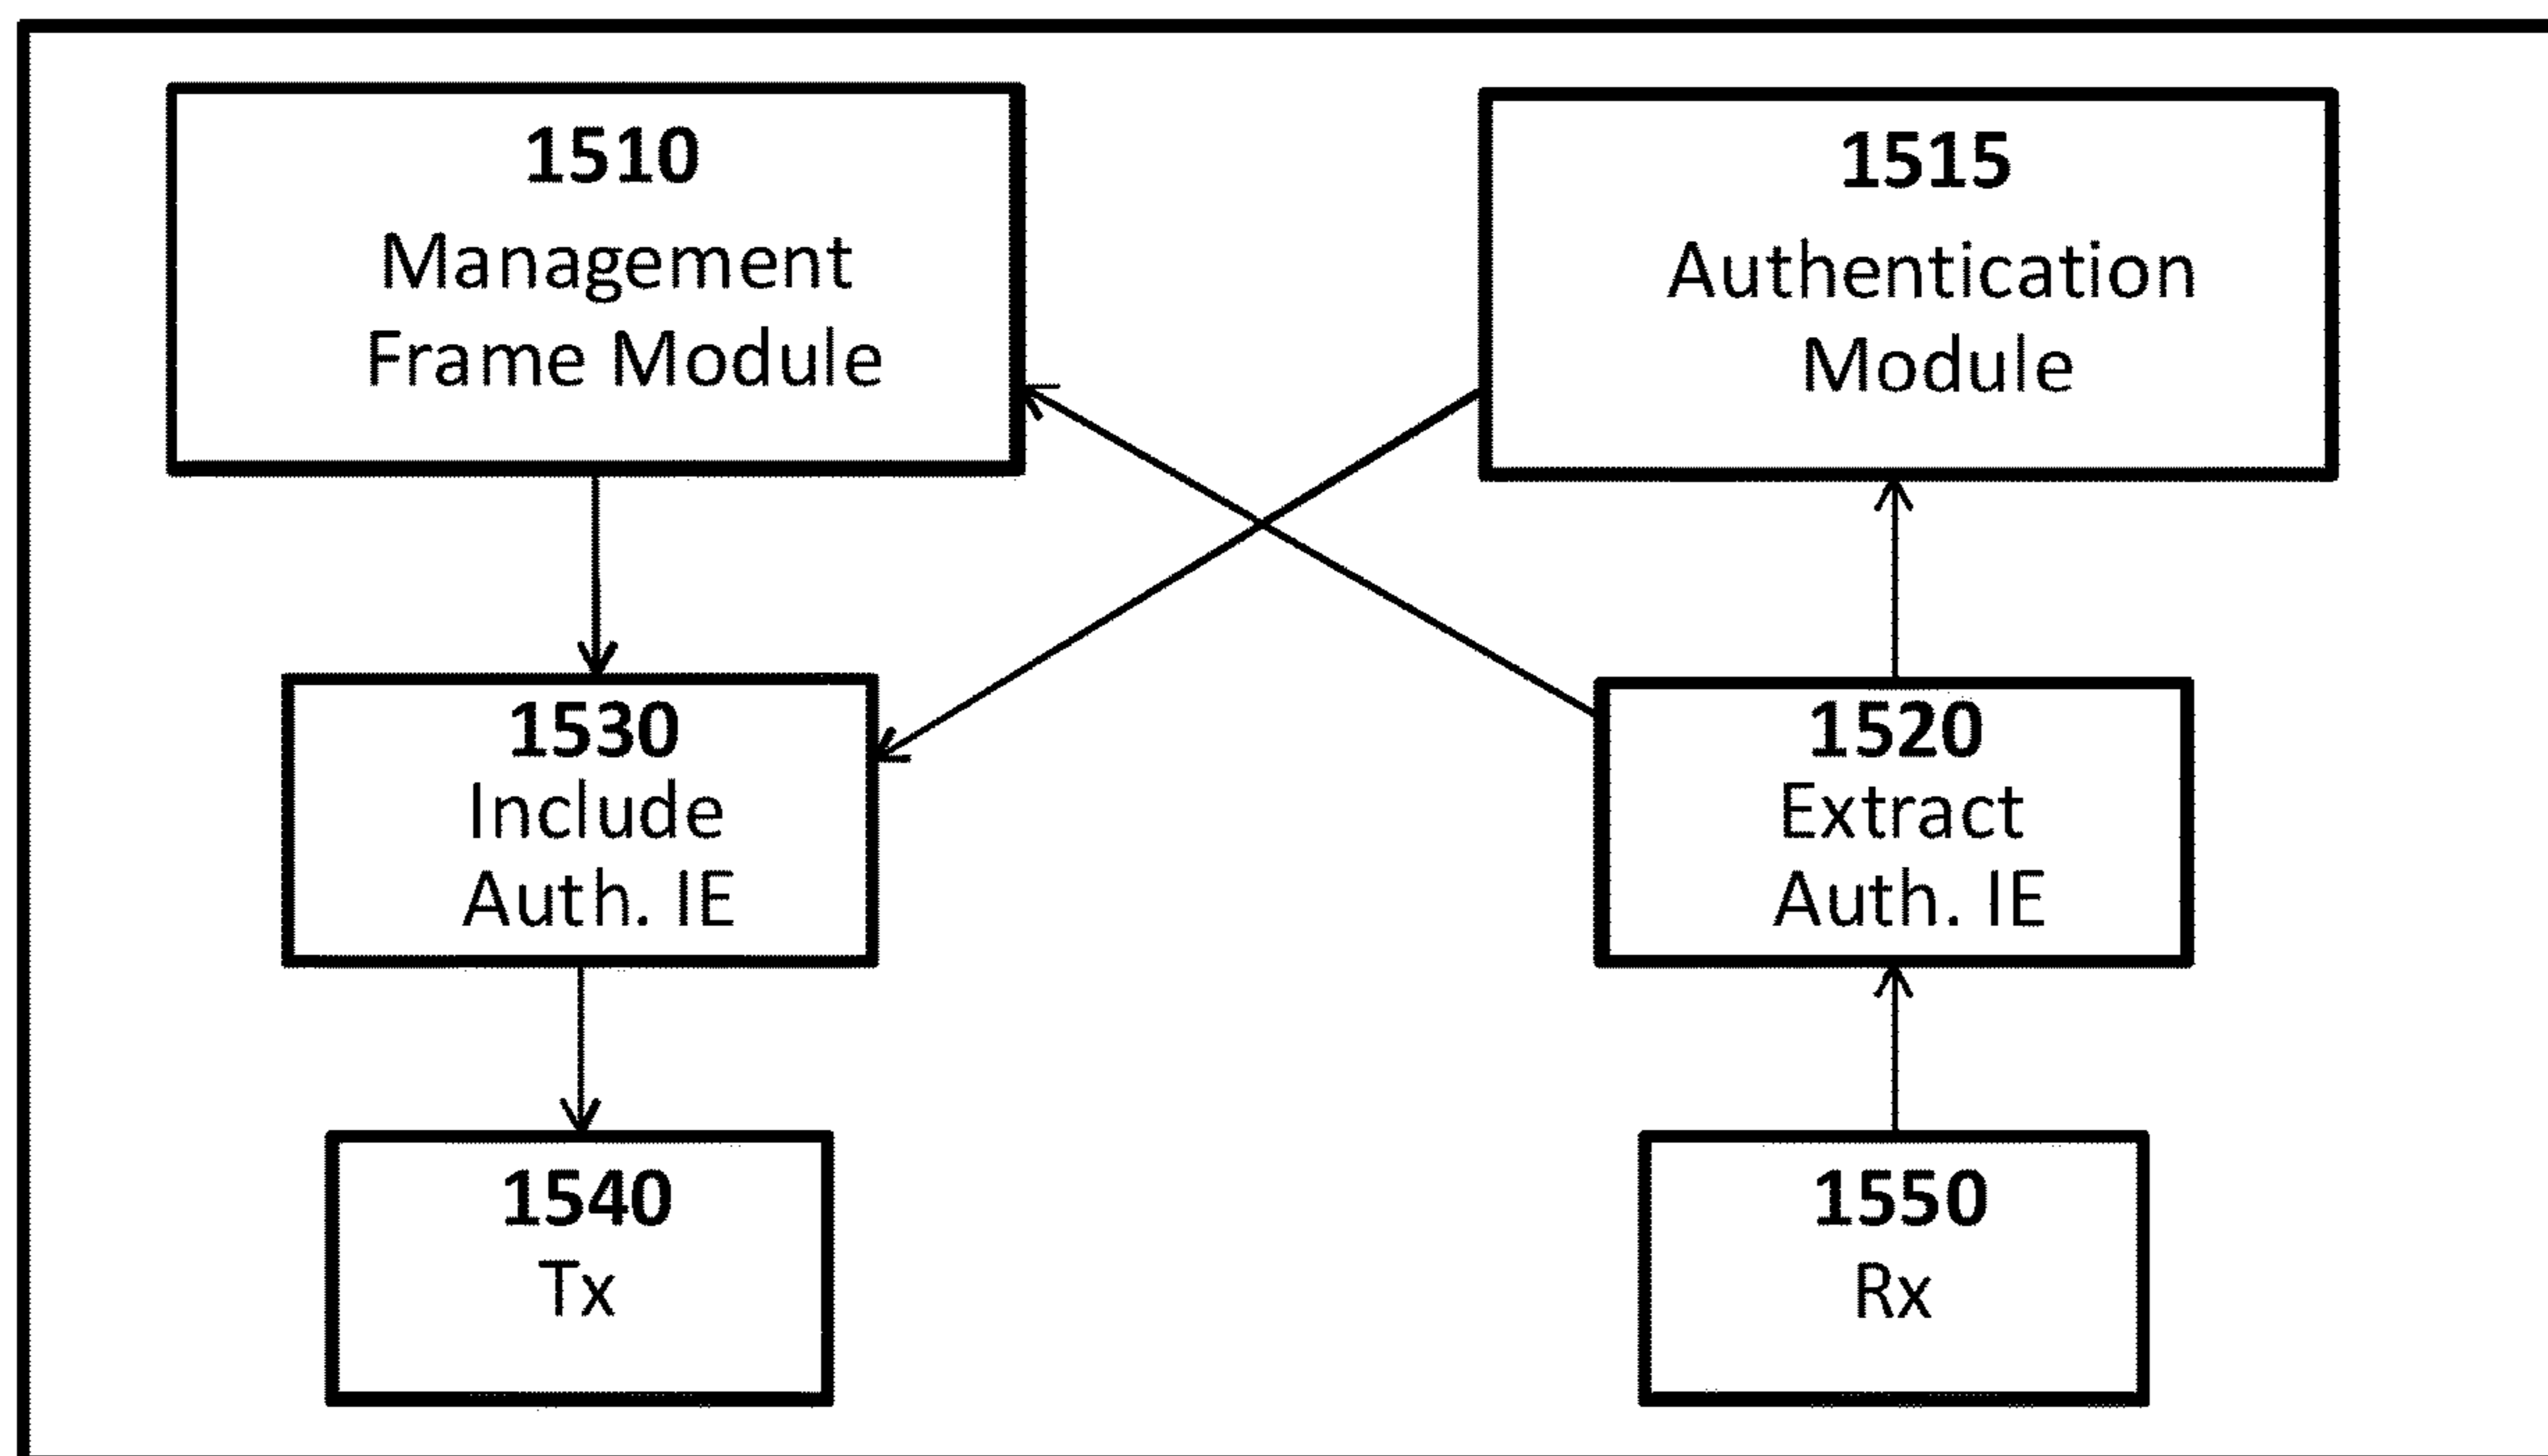 1510
Management
Frame Module
1515
Authentication
Module
1530
Include
Auth. IE
1520
Extract
Auth. IE
1540
Tx
1550
Rx